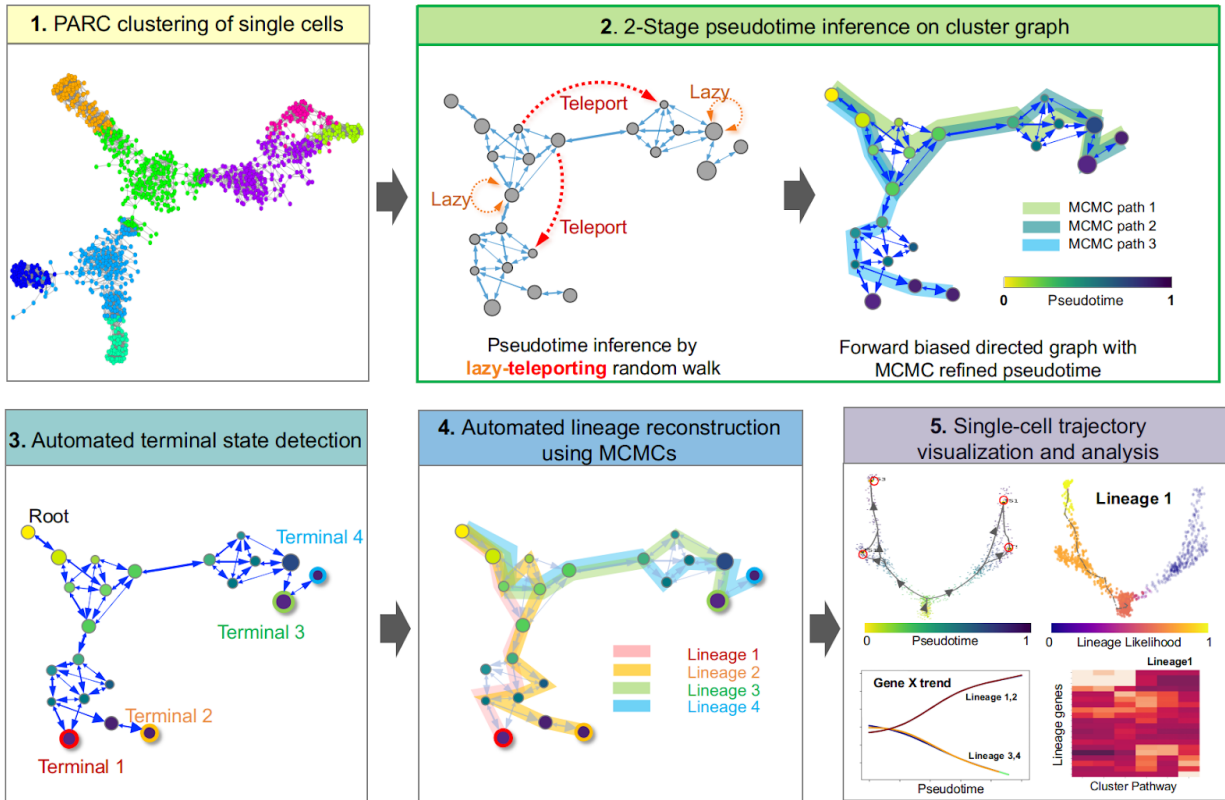 1. PARC clustering of single cells
2. 2-Stage pseudotime inference on cluster graph
Teleport
Lazy
Lazy
Teleport
Pseudotime inference by
lazy-teleporting random walk
MCMC path 1
MCMC path 2
MCMC path 3
0
Pseudotime
1
Forward biased directed graph with
MCMC refined pseudotime
3. Automated terminal state detection
Root
Terminal 4
Terminal 3
Terminal 2
Terminal 1
4. Automated lineage reconstruction
using MCMCs
Lineage 1
Lineage 2
Lineage 3
Lineage 4
5. Single-cell trajectory
visualization and analysis
Lineage 1
0
Pseudotime
1
0
Lineage Likelihood
1
Gene X trend
Lineage 1,2
Lineage 3,4
Pseudotime
Lineage1
Lineage genes
Cluster Pathway